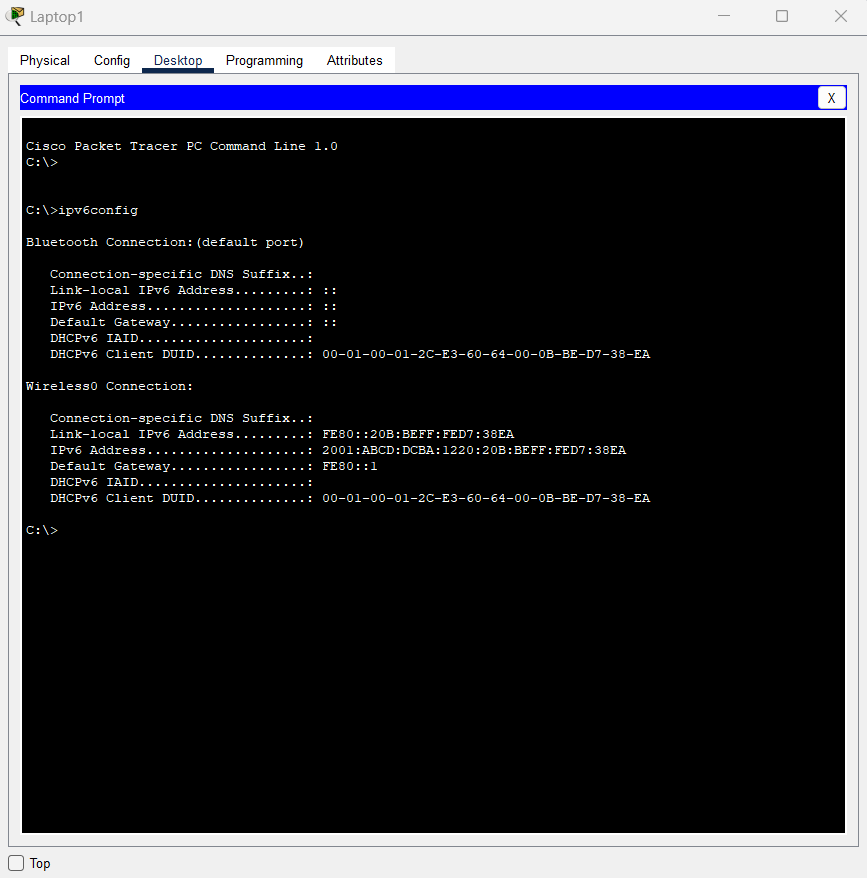 Laptop1
Physical Config Desktop Programming Attributes
Command Prompt X
Cisco Packet Tracer PC Command Line 1.0
C:\>
C:\>ipv6config
Bluetooth Connection:(default port)
Connection-specific DNS Suffix..:
Link-local IPv6 Address.........: ::
IPv6 Address....................: ::
Default Gateway.................: ::
DHCPv6 IAID.....................:
DHCPv6 Client DUID..............: 00-01-00-01-2C-E3-60-64-00-0B-BE-D7-38-EA
Wireless0 Connection:
Connection-specific DNS Suffix..:
Link-local IPv6 Address.........: FE80::20B:BEFF:FED7:38EA
IPv6 Address....................: 2001:ABCD:DCBA:1220:20B:BEFF:FED7:38EA
Default Gateway.................: FE80::1
DHCPv6 IAID.....................:
DHCPv6 Client DUID..............: 00-01-00-01-2C-E3-60-64-00-0B-BE-D7-38-EA
C:\>
Top